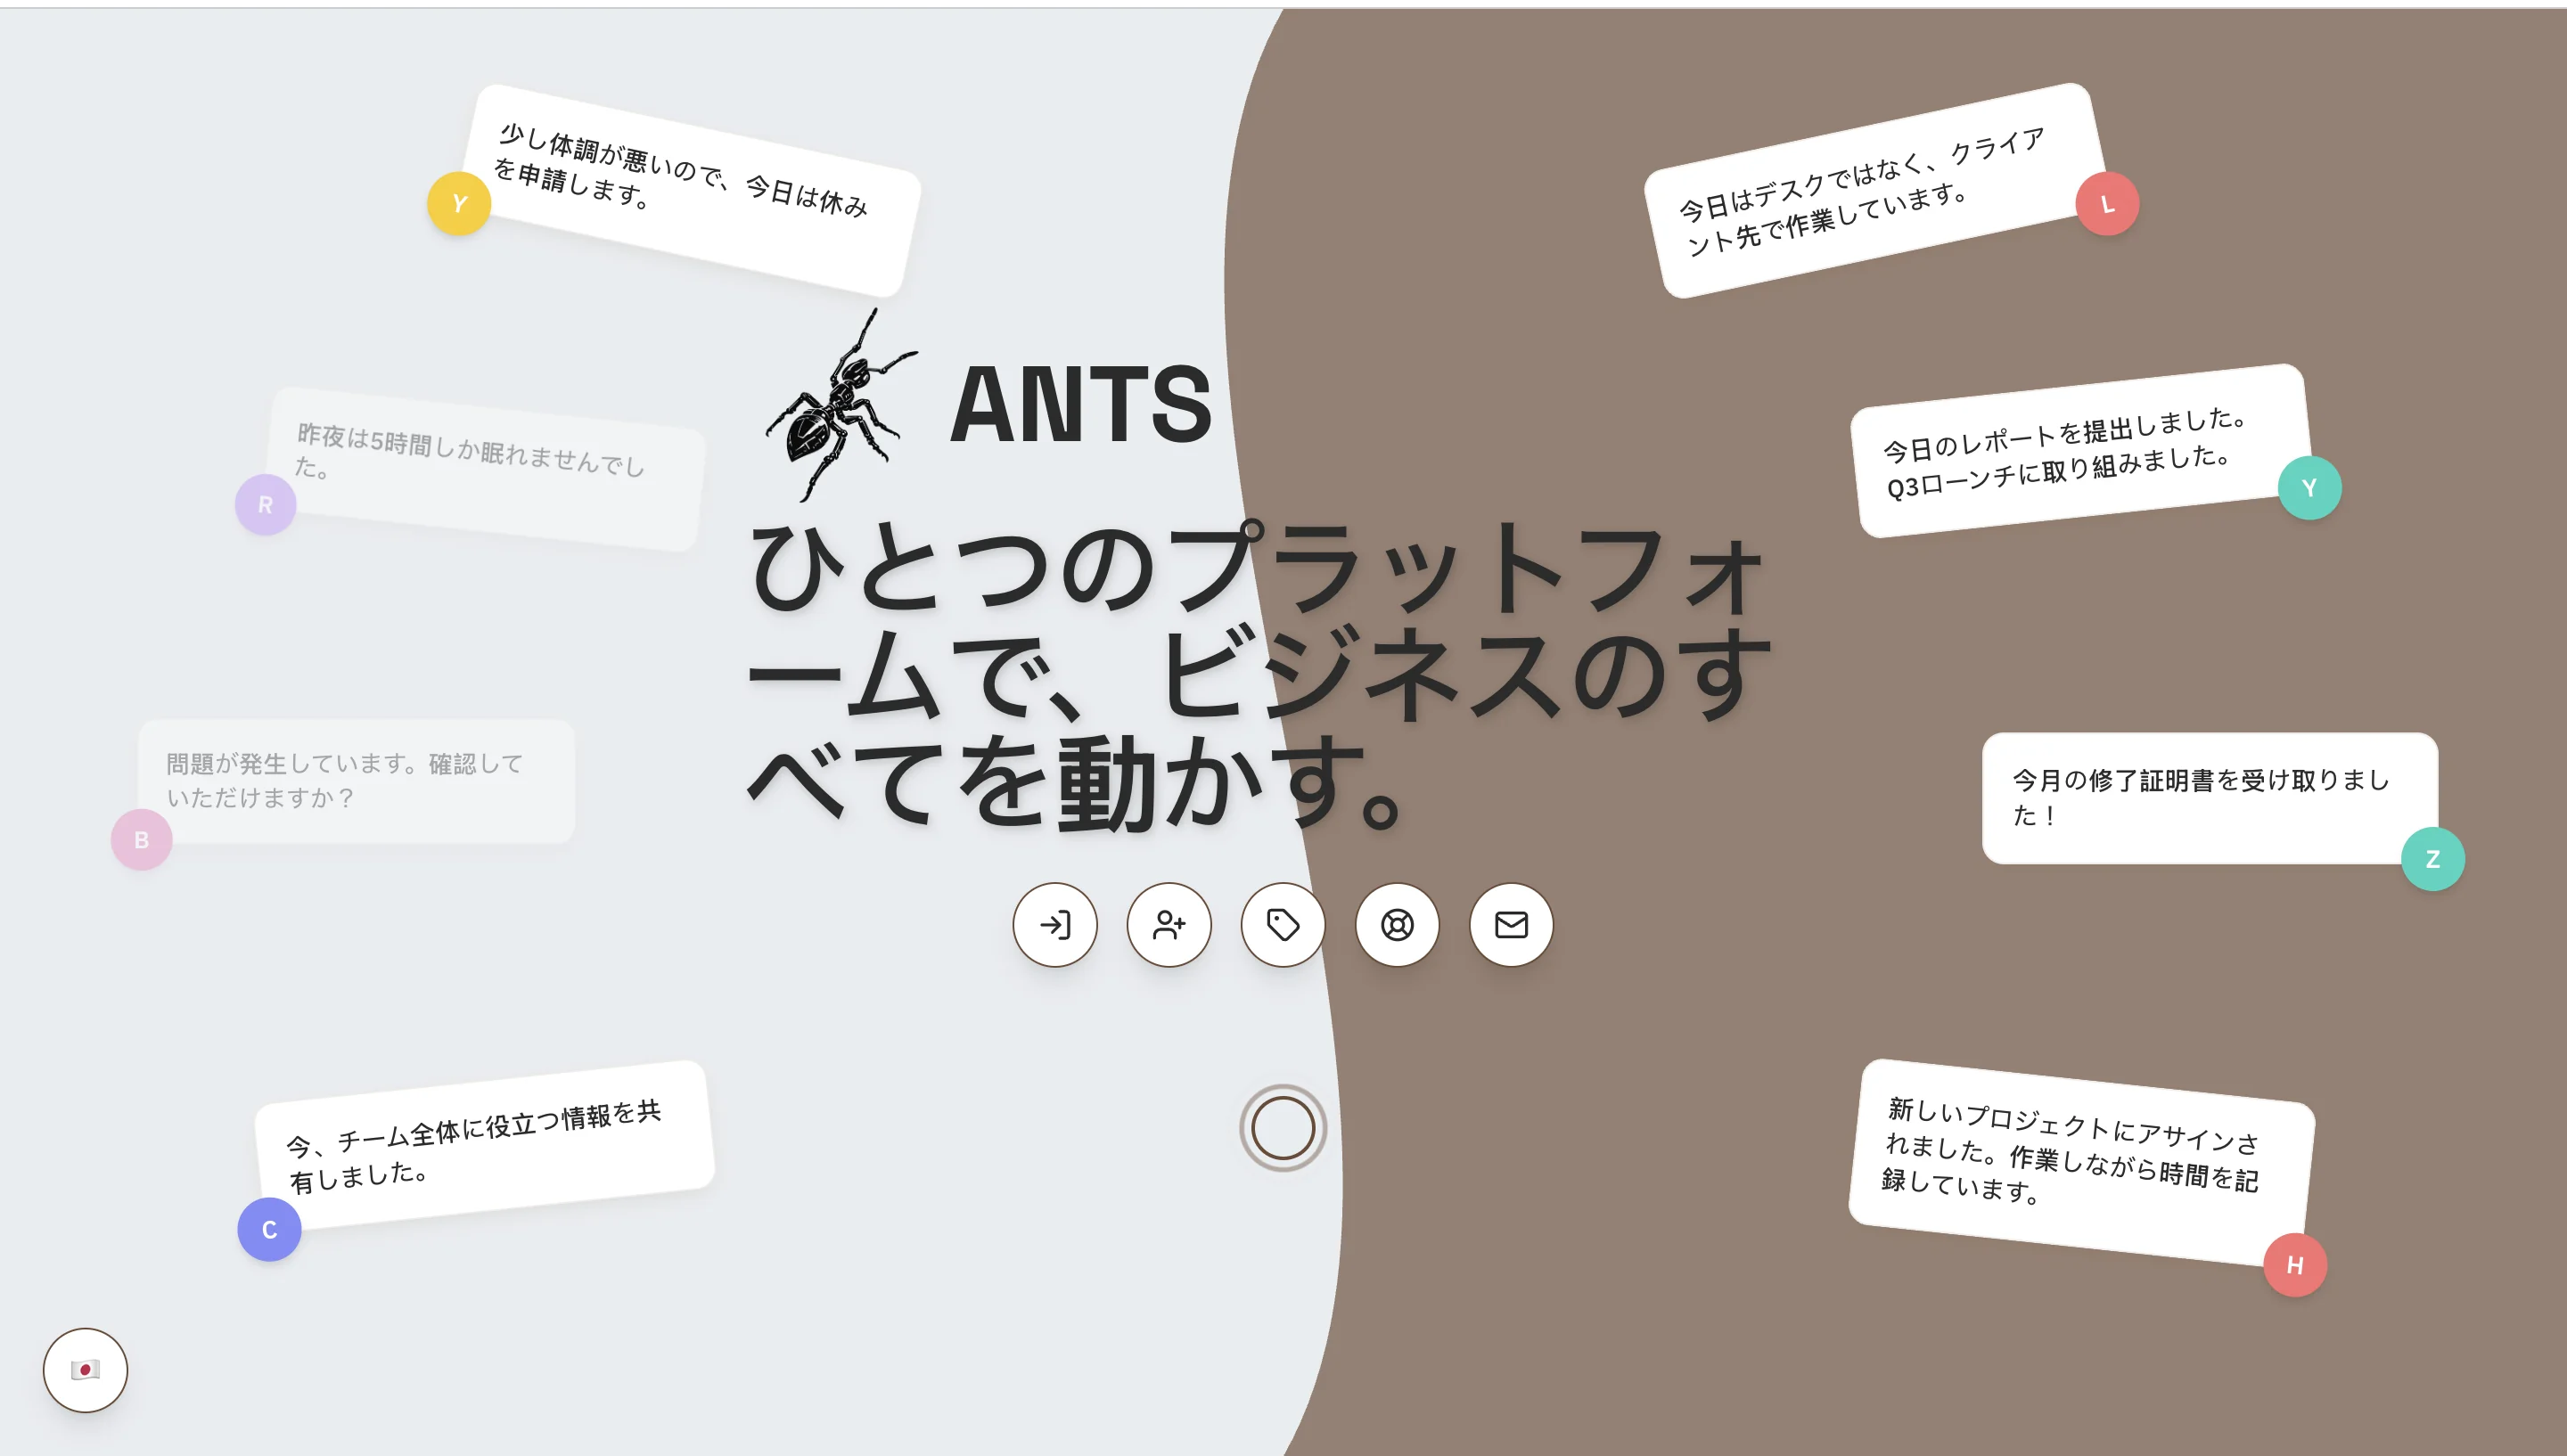 少し体調が悪いので、今日は休み
を申請します。
Y
今日はデスクではなく、クライア
ント先で作業しています。
L
ANTS
昨夜は5時間しか眠れませんでし
た。
R
今日のレポートを提出しました。
Q3ローンチに取り組みました。
Y
ひとつのプラットフォ
ームで、ビジネスのす
べてを動かす。
問題が発生しています。確認して
いただけますか？
B
今月の修了証明書を受け取りまし
た！
Z
今、チーム全体に役立つ情報を共
有しました。
C
新しいプロジェクトにアサインさ
れました。作業しながら時間を記
録しています。
H